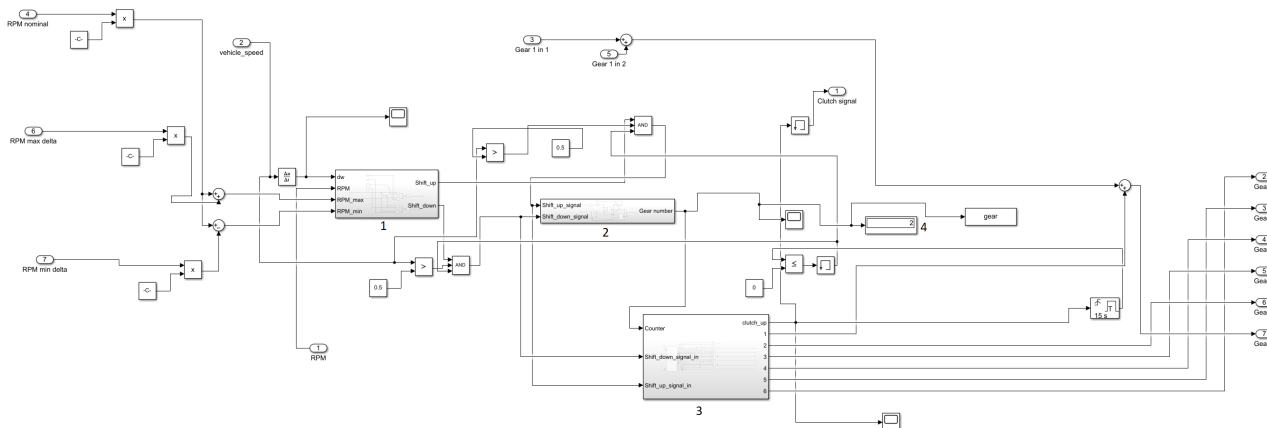 4
RPM nominal
x
-C-
2
vehicle_speed
3
Gear 1 in 1
5
Gear 1 in 2
1
Clutch signal
6
RPM max delta
x
-C-
0.5
>
AND
Δu
Δt
dw
RPM
RPM_max
RPM_min
Shift_up
Shift_down
1
Shift_up_signal
Shift_down_signal
Gear number
2
2
4
gear
7
RPM min delta
x
-C-
0.5
>
AND
0
≤
15 s
1
RPM
Counter
Shift_down_signal_in
Shift_up_signal_in
clutch_up
1
2
3
4
5
6
3
2
Gea
3
Gea
4
Gea
5
Gea
6
Gea
7
Gea